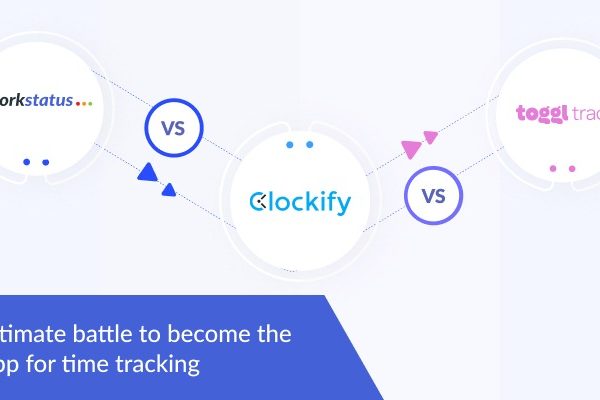 orkstatus
VS
toggl trac
Clockify
VS
timate battle to become the
pp for time tracking